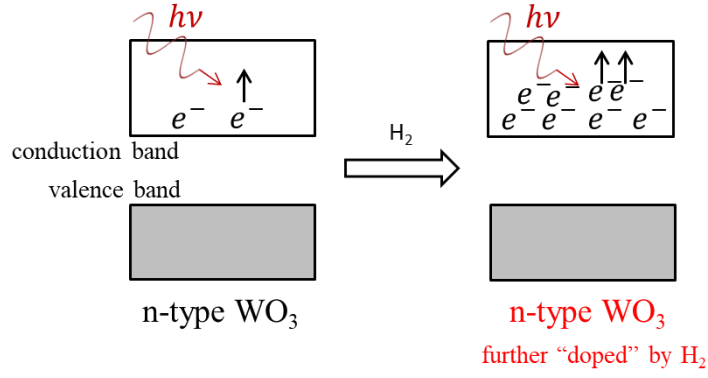 hν
hν
e⁻ e⁻
e⁻ e⁻ e⁻ e⁻
e⁻ e⁻ e⁻ e⁻
H₂
conduction band
valence band
n-type WO₃
n-type WO₃
further “doped” by H₂